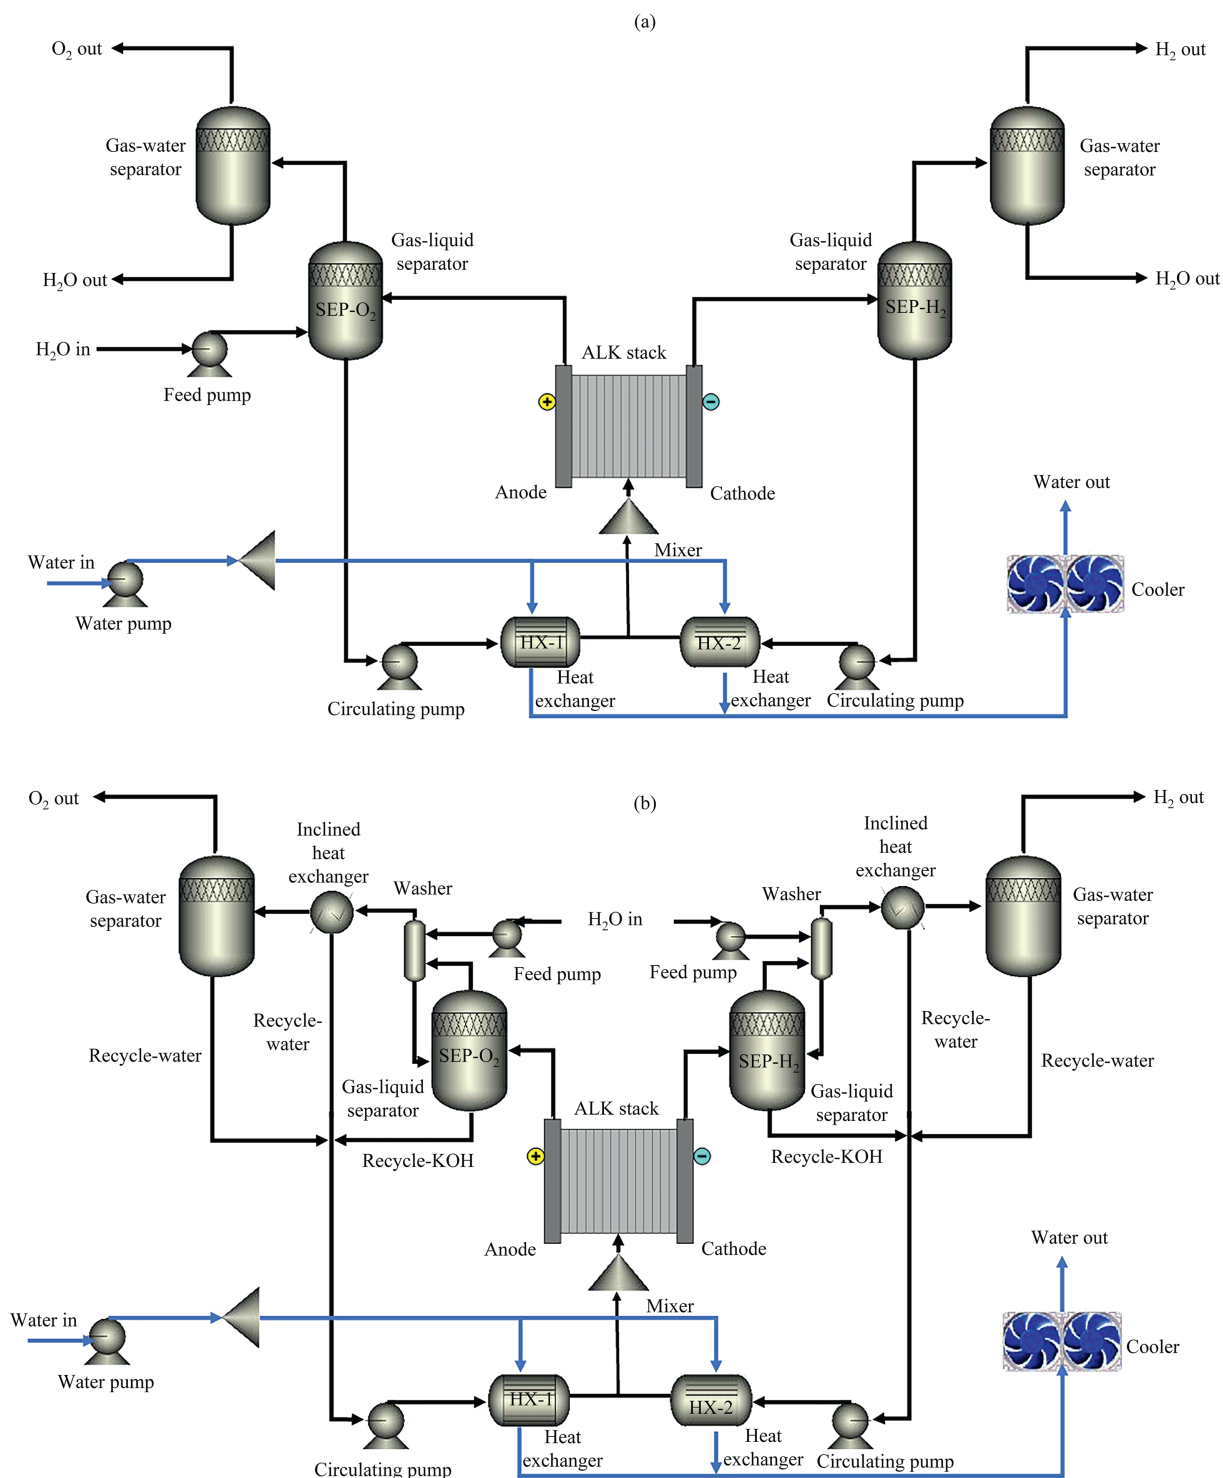 (a)
O2 out
H2 out
Gas-water
separator
Gas-water
separator
Gas-liquid
separator
Gas-liquid
separator
H2O out
H2O out
SEP-O2
SEP-H2
H2O in
ALK stack
Feed pump
+
−
Anode
Cathode
Water out
Water in
Mixer
Cooler
Water pump
HX-1
HX-2
Heat
exchanger
Heat
exchanger
Circulating pump
Circulating pump
(b)
O2 out
H2 out
Inclined
heat
exchanger
Inclined
heat
exchanger
Washer
Washer
Gas-water
separator
Gas-water
separator
H2O in
Feed pump
Feed pump
Recycle-
water
Recycle-
water
Recycle-water
Recycle-water
SEP-O2
SEP-H2
Gas-liquid
separator
Gas-liquid
separator
ALK stack
Recycle-KOH
Recycle-KOH
+
−
Anode
Cathode
Water out
Water in
Mixer
Cooler
Water pump
HX-1
HX-2
Heat
exchanger
Heat
exchanger
Circulating pump
Circulating pump